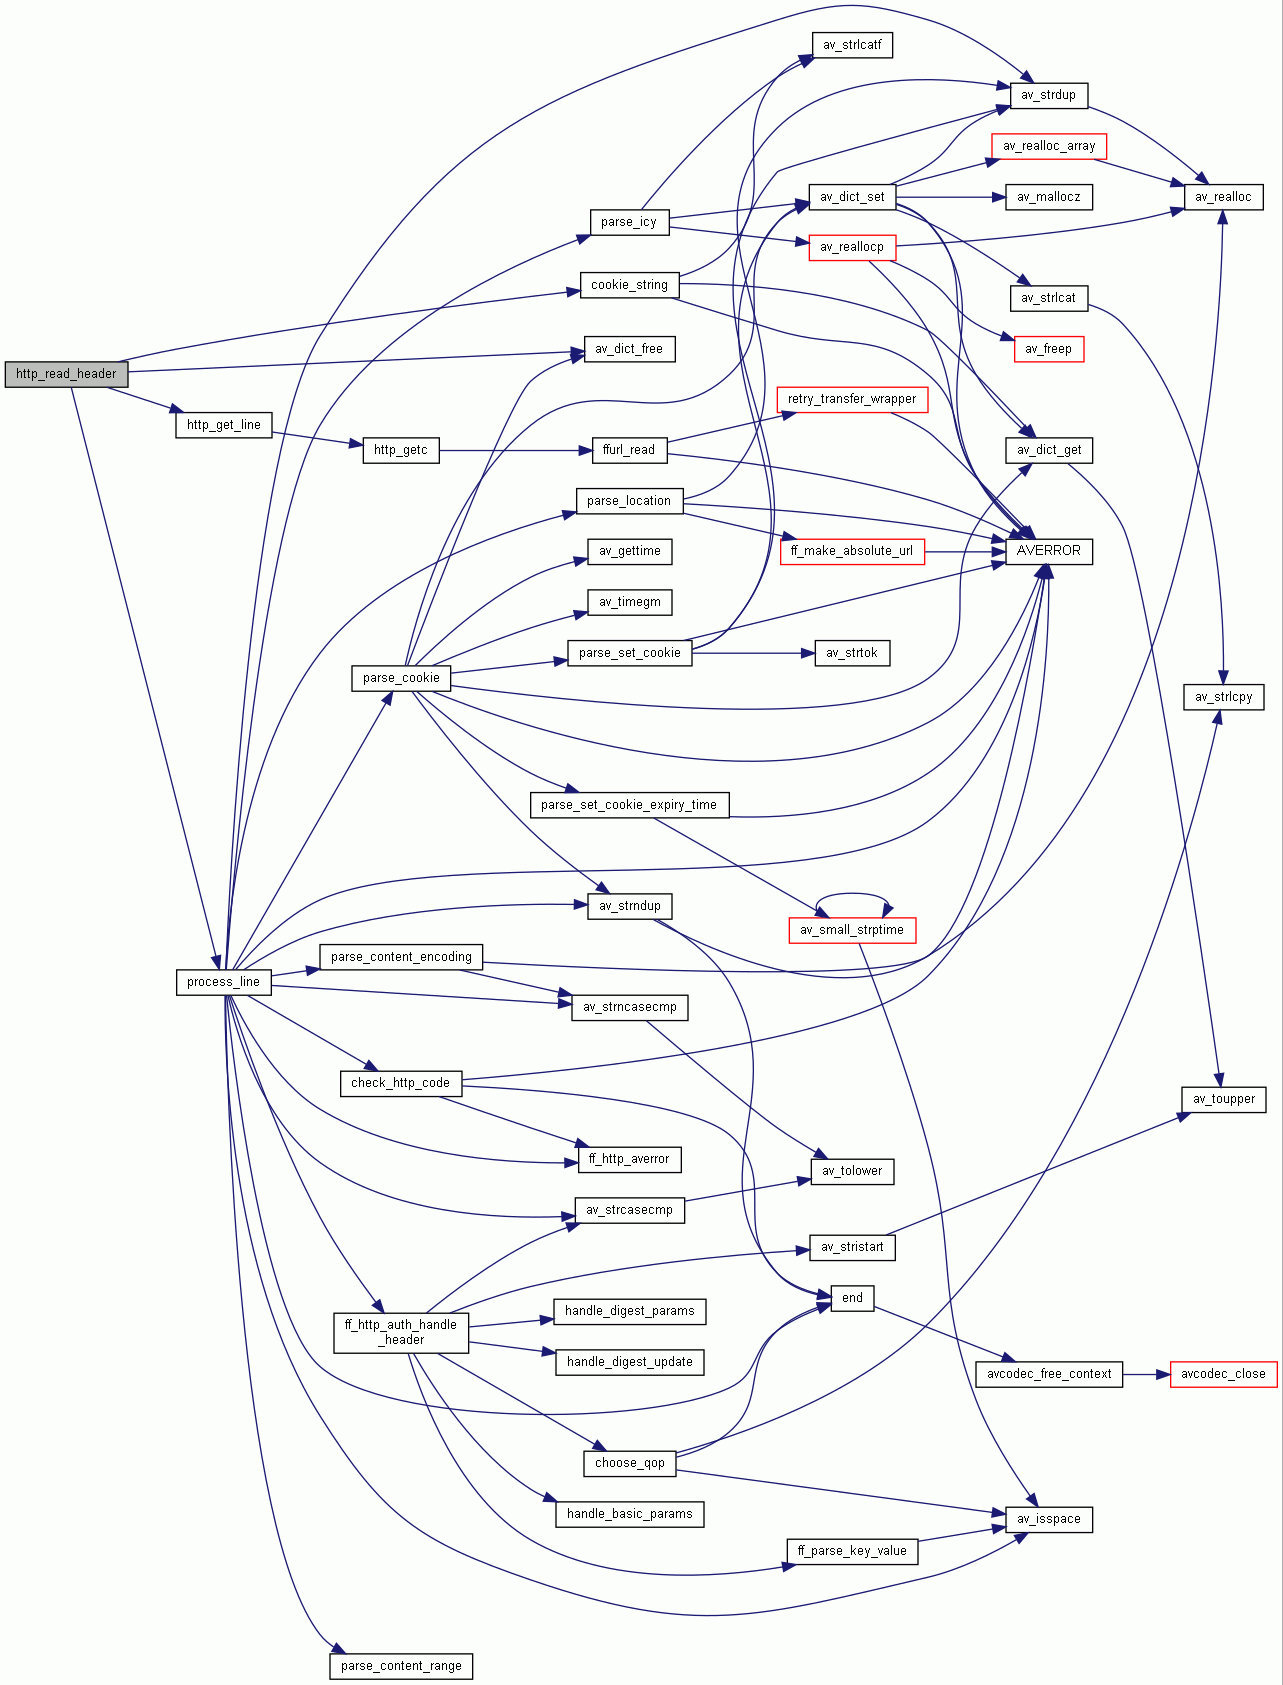 av_strlcatf
av_strdup
av_realloc_array
av_dict_set
av_mallocz
av_realloc
parse_icy
av_reallocp
cookie_string
av_strlcat
av_dict_free
av_freep
http_read_header
retry_transfer_wrapper
http_get_line
http_getc
ffurl_read
av_dict_get
parse_location
av_gettime
ff_make_absolute_url
AVERROR
av_timegm
parse_set_cookie
av_strtok
parse_cookie
av_strlcpy
parse_set_cookie_expiry_time
av_strndup
av_small_strptime
parse_content_encoding
process_line
av_strncasecmp
check_http_code
av_toupper
ff_http_averror
av_tolower
av_strcasecmp
av_stristart
end
handle_digest_params
ff_http_auth_handle
_header
handle_digest_update
avcodec_free_context
avcodec_close
choose_qop
handle_basic_params
av_isspace
ff_parse_key_value
parse_content_range